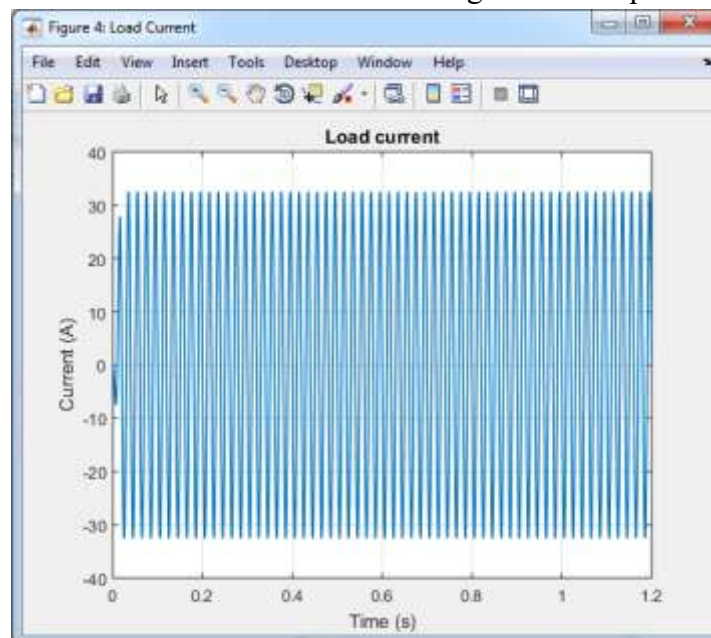 Figure 4: Load Current
File Edit View Insert Tools Desktop Window Help
Load current
40
30
20
10
0
-10
-20
-30
-40
Current (A)
0 0.2 0.4 0.6 0.8 1 1.2
Time (s)